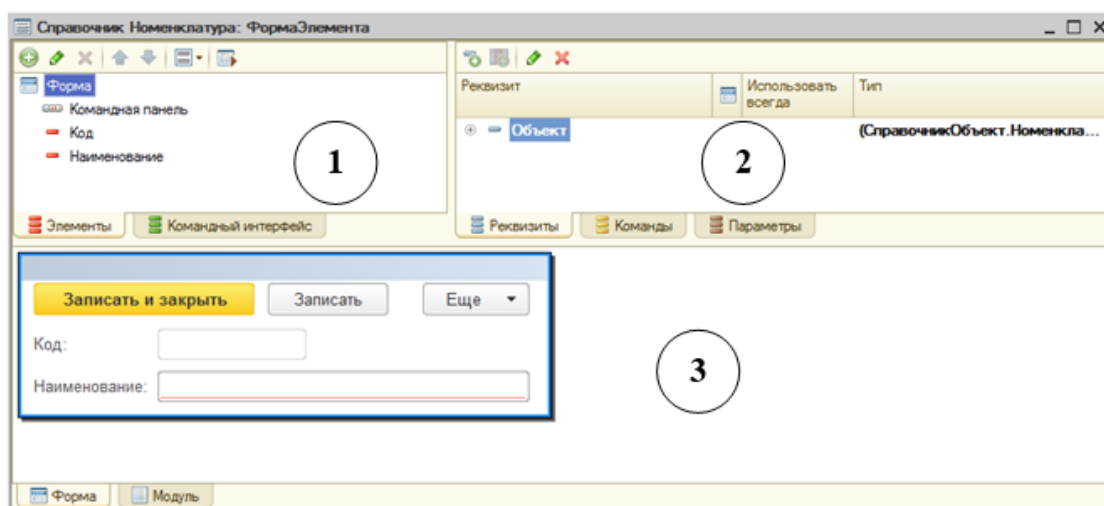 Справочник Номенклатура: ФормаЭлемента
Форма
Командная панель
Код
Наименование
1
Элементы
Командный интерфейс
Реквизит
Использовать всегда
Тип
Объект
(СправочникОбъект.Номенкла...
2
Реквизиты
Команды
Параметры
Записать и закрыть
Записать
Еще
Код:
Наименование:
3
Форма
Модуль